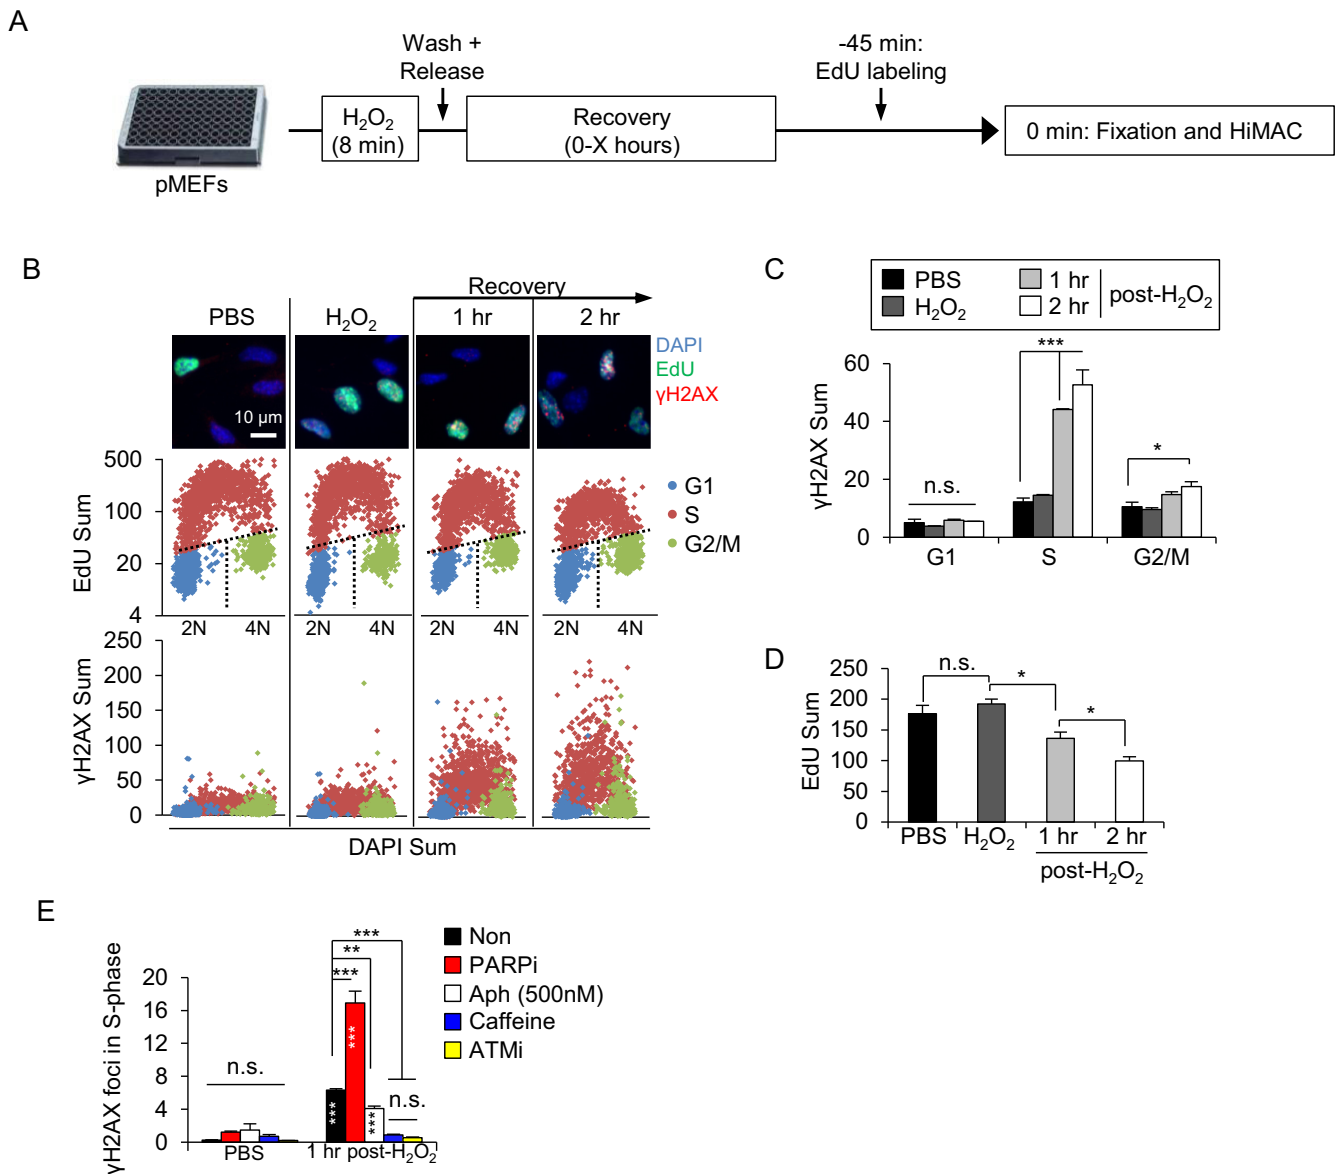 A
Wash +
Release
-45 min:
EdU labeling
H₂O₂
(8 min)
Recovery
(0-X hours)
0 min: Fixation and HiMAC
pMEFs
B
Recovery
PBS
H₂O₂
1 hr
2 hr
DAPI
EdU
γH2AX
10 µm
EdU Sum
500
100
20
4
G1
S
G2/M
2N 4N 2N 4N 2N 4N 2N 4N
γH2AX Sum
250
200
150
100
50
0
DAPI Sum
C
PBS
H₂O₂
1 hr
2 hr
post-H₂O₂
γH2AX Sum
60
40
20
0
n.s.
***
*
G1 S G2/M
D
EdU Sum
250
200
150
100
50
0
n.s.
*
*
PBS H₂O₂ 1 hr 2 hr
post-H₂O₂
E
γH2AX foci in S-phase
20
16
12
8
4
0
n.s.
***
**
***
***
***
***
n.s.
PBS
1 hr post-H₂O₂
Non
PARPi
Aph (500nM)
Caffeine
ATMi